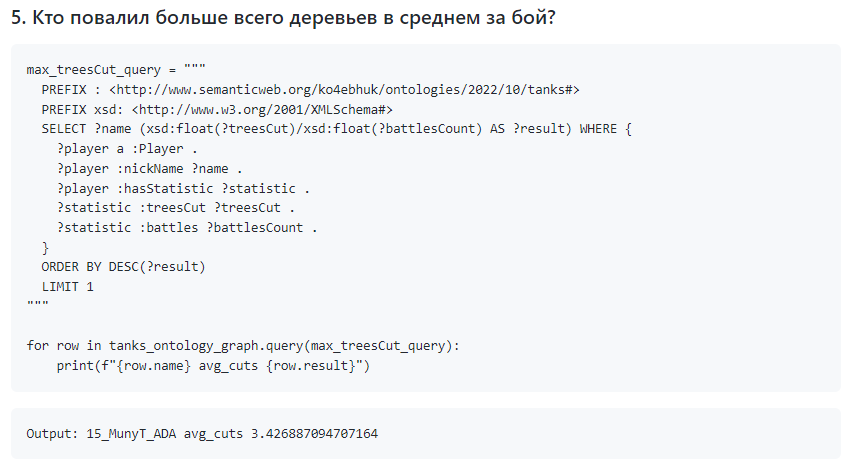 5. Кто повалил больше всего деревьев в среднем за бой?
max_treesCut_query = """
  PREFIX : <http://www.semanticweb.org/ko4ebhuk/ontologies/2022/10/tanks#>
  PREFIX xsd: <http://www.w3.org/2001/XMLSchema#>
  SELECT ?name (xsd:float(?treesCut)/xsd:float(?battlesCount) AS ?result) WHERE {
    ?player a :Player .
    ?player :nickName ?name .
    ?player :hasStatistic ?statistic .
    ?statistic :treesCut ?treesCut .
    ?statistic :battles ?battlesCount .
  }
  ORDER BY DESC(?result)
  LIMIT 1
"""
for row in tanks_ontology_graph.query(max_treesCut_query):
    print(f"{row.name} avg_cuts {row.result}")
Output: 15_MunyT_ADA avg_cuts 3.426887094707164